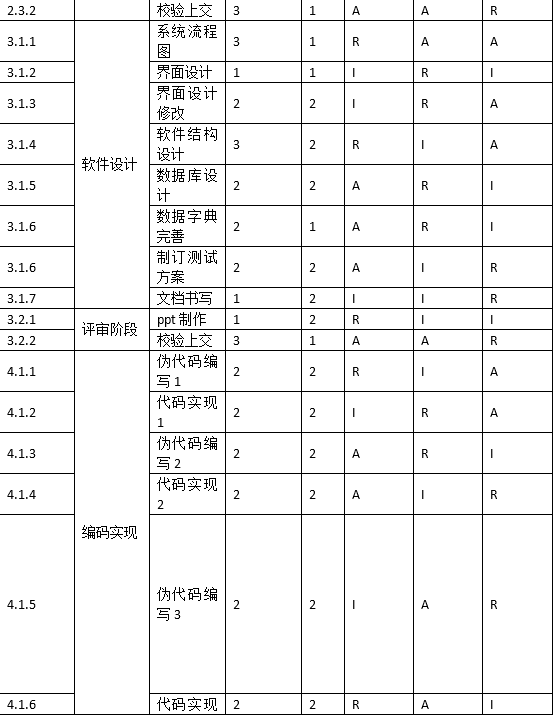 2.3.2 校验上交 3 1 A A R
3.1.1 系统流程图 3 1 R A A
3.1.2 界面设计 1 1 I R I
3.1.3 界面设计修改 2 2 I R A
3.1.4 软件结构设计 3 2 R I A
软件设计
3.1.5 数据库设计 2 2 A R I
3.1.6 数据字典完善 2 1 A R I
3.1.6 制订测试方案 2 2 A I R
3.1.7 文档书写 1 2 I I R
3.2.1 ppt 制作 1 2 R I I
评审阶段
3.2.2 校验上交 3 1 A A R
4.1.1 伪代码编写 1 2 2 R I A
4.1.2 代码实现 1 2 2 I R A
4.1.3 伪代码编写 2 2 2 A R I
4.1.4 代码实现 2 2 2 A I R
编码实现
4.1.5 伪代码编写 3 2 2 I A R
4.1.6 代码实现 2 2 R A I